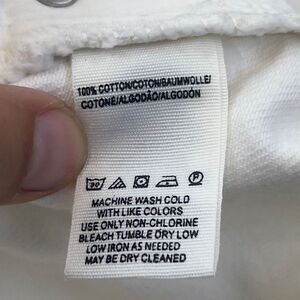 100% COTTON/COTON/BAUMWOLLE/
COTONE/ALGODÃO/ALGODÓN
30
P
MACHINE WASH COLD
WITH LIKE COLORS
USE ONLY NON-CHLORINE
BLEACH TUMBLE DRY LOW
LOW IRON AS NEEDED
MAY BE DRY CLEANED